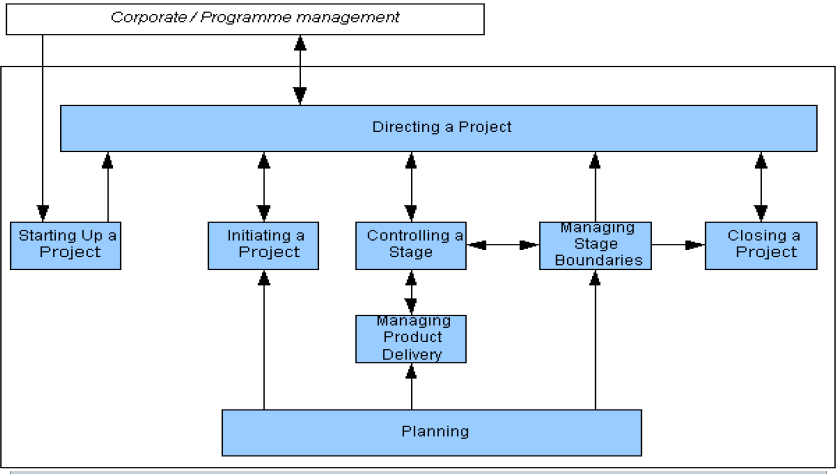 Corporate / Programme management
Directing a Project
Starting Up a
Project
Initiating a
Project
Controlling a
Stage
Managing
Stage
Boundaries
Closing a
Project
Managing
Product
Delivery
Planning